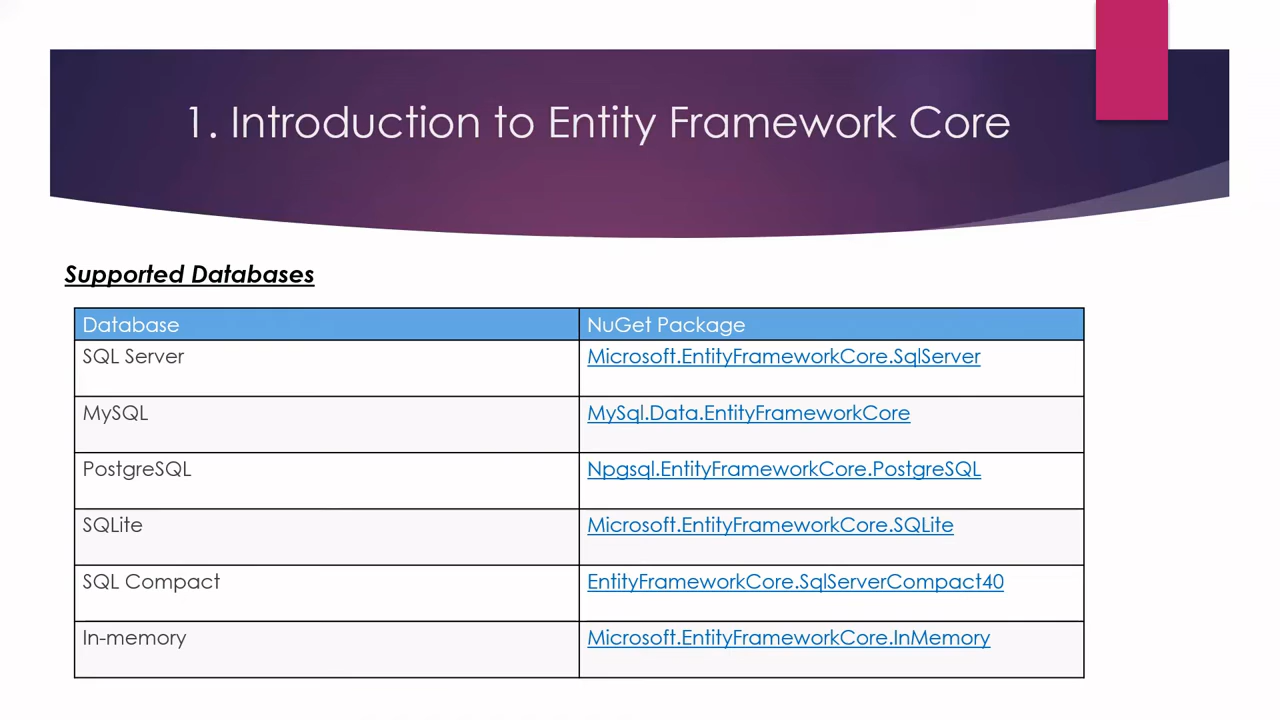 1. Introduction to Entity Framework Core
Supported Databases
Database NuGet Package
SQL Server Microsoft.EntityFrameworkCore.SqlServer
MySQL MySql.Data.EntityFrameworkCore
PostgreSQL Npgsql.EntityFrameworkCore.PostgreSQL
SQLite Microsoft.EntityFrameworkCore.SQLite
SQL Compact EntityFrameworkCore.SqlServerCompact40
In-memory Microsoft.EntityFrameworkCore.InMemory